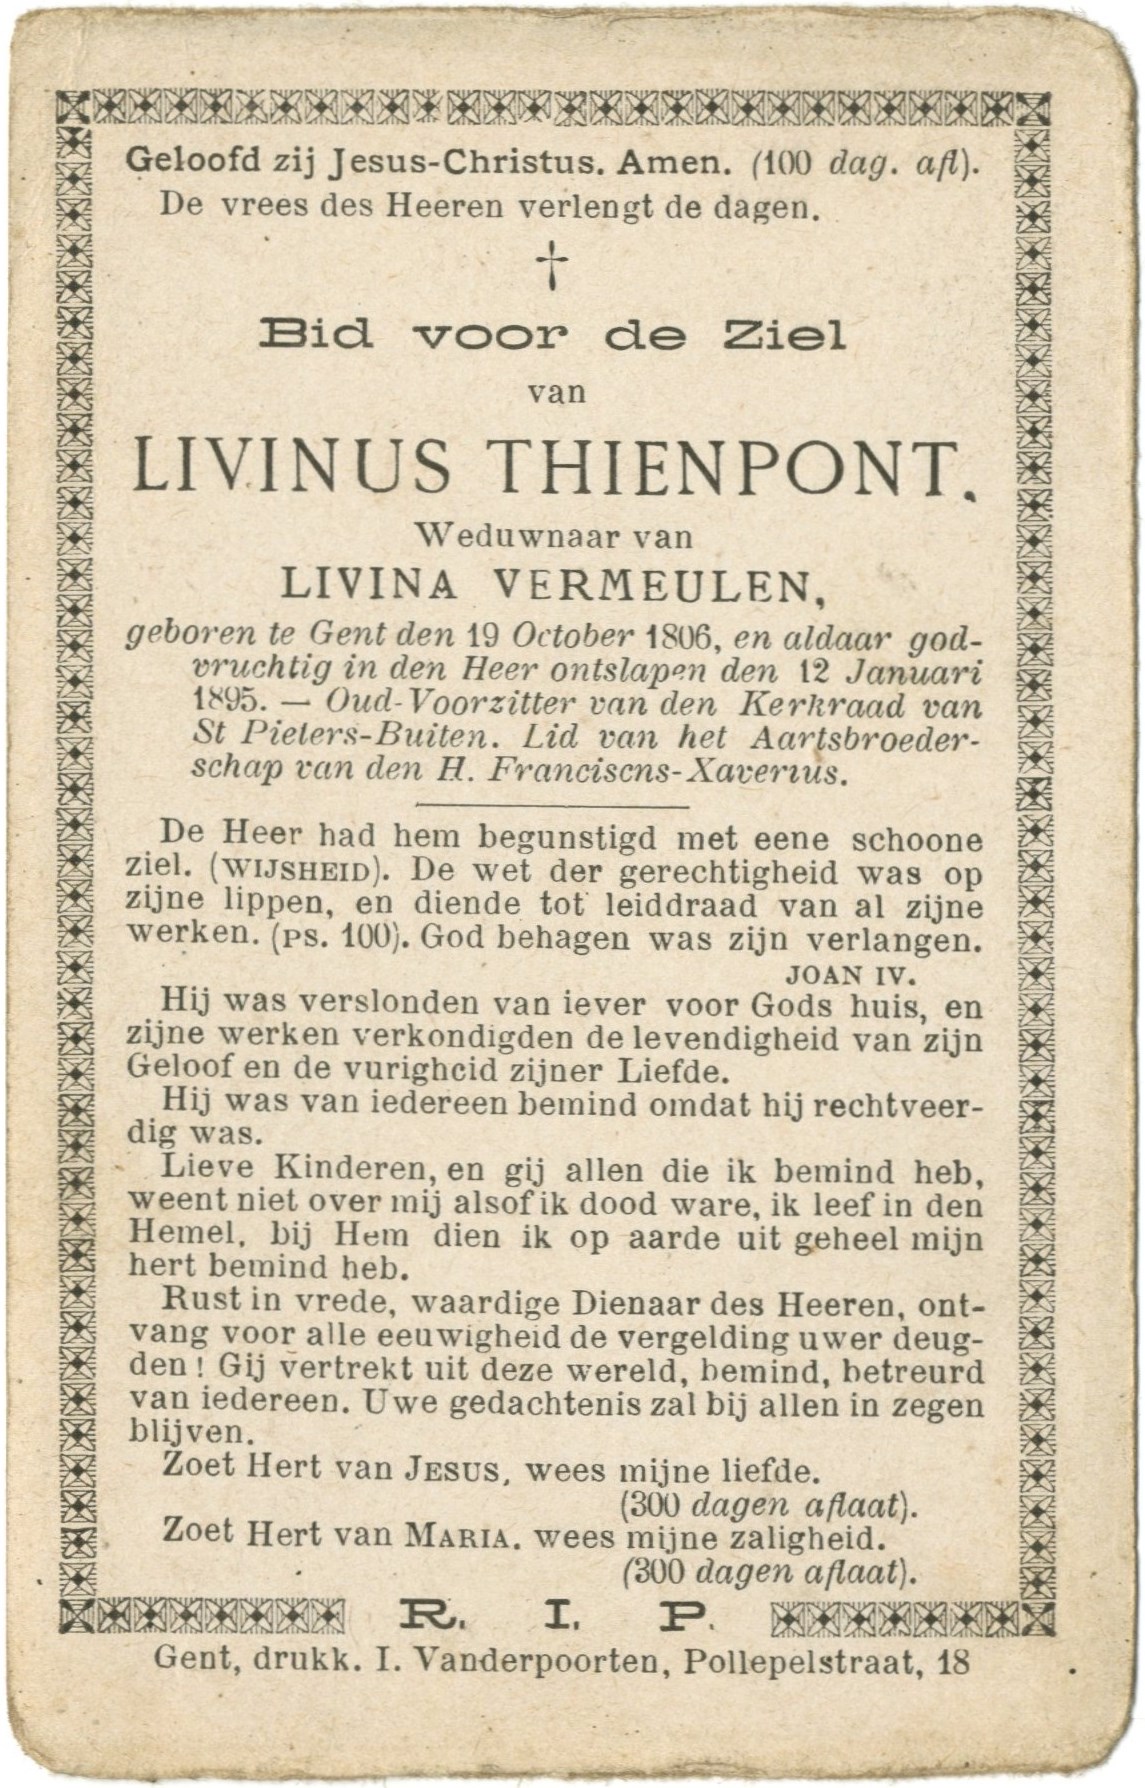 Geloofd zij Jesus-Christus. Amen. (100 dag. afl).
De vrees des Heeren verlengt de dagen.
†
Bid voor de Ziel
van
LIVINUS THIENPONT.
Weduwnaar van
LIVINA VERMEULEN,
geboren te Gent den 19 October 1806, en aldaar god-
vruchtig in den Heer ontslapen den 12 Januari
1895. — Oud-Voorzitter van den Kerkraad van
St Pieters-Buiten. Lid van het Aartsbroeder-
schap van den H. Franciscns-Xaverius.
De Heer had hem begunstigd met eene schoone
ziel. (WIJSHEID). De wet der gerechtigheid was op
zijne lippen, en diende tot leiddraad van al zijne
werken. (PS. 100). God behagen was zijn verlangen.
JOAN IV.
Hij was verslonden van iever voor Gods huis, en
zijne werken verkondigden de levendigheid van zijn
Geloof en de vurigheid zijner Liefde.
Hij was van iedereen bemind omdat hij rechtveer-
dig was.
Lieve Kinderen, en gij allen die ik bemind heb,
weent niet over mij alsof ik dood ware, ik leef in den
Hemel, bij Hem dien ik op aarde uit geheel mijn
hert bemind heb.
Rust in vrede, waardige Dienaar des Heeren, ont-
vang voor alle eeuwigheid de vergelding uwer deug-
den! Gij vertrekt uit deze wereld, bemind, betreurd
van iedereen. Uwe gedachtenis zal bij allen in zegen
blijven.
Zoet Hert van JESUS, wees mijne liefde.
(300 dagen aflaat).
Zoet Hert van MARIA. wees mijne zaligheid.
(300 dagen aflaat).
R. I. P.
Gent, drukk. I. Vanderpoorten, Pollepelstraat, 18